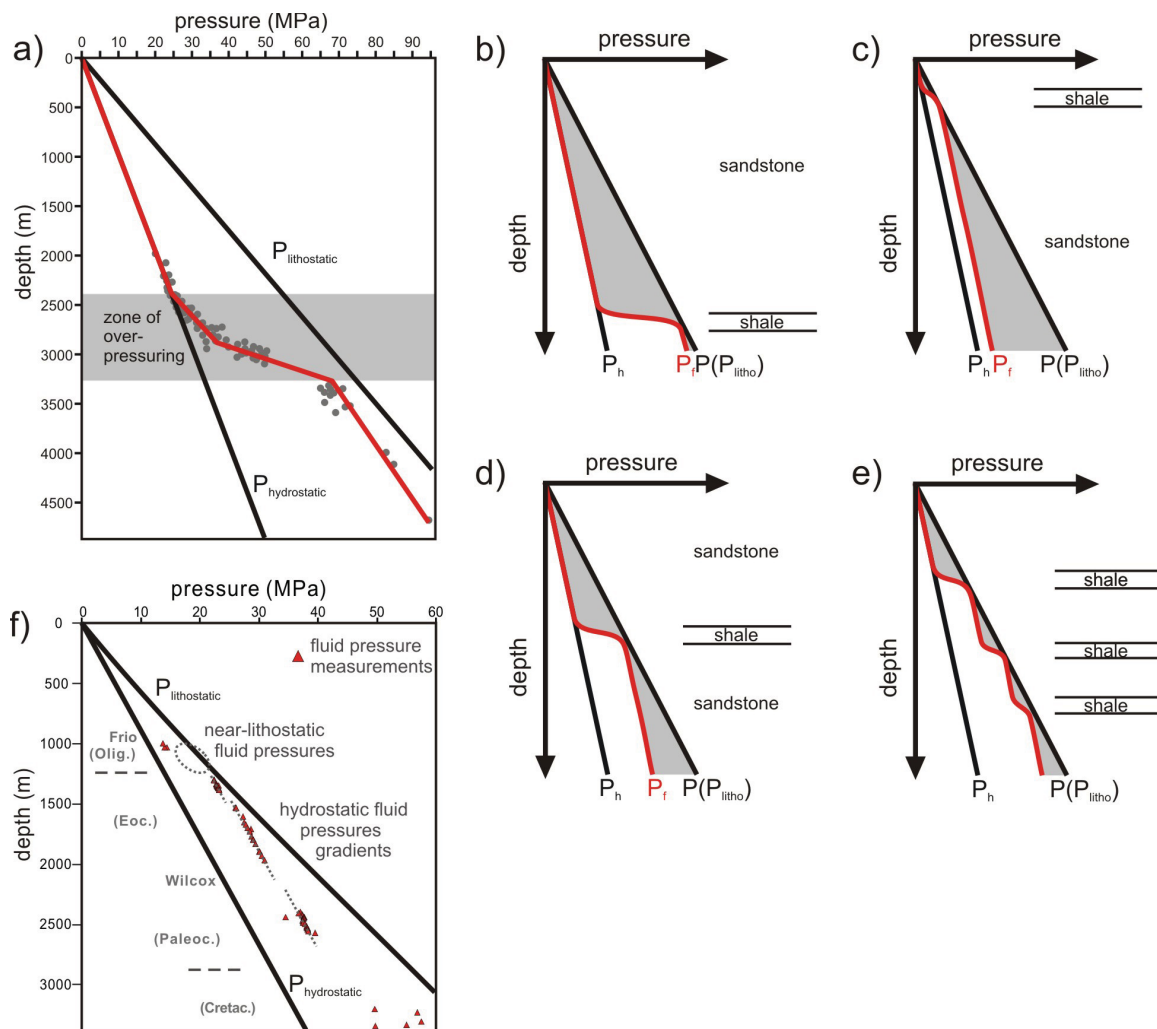 a)
pressure (MPa)
0 10 20 30 40 50 60 70 80 90
depth (m)
0
500
1000
1500
2000
2500
3000
3500
4000
4500
Plithostatic
zone of
over-
pressuring
Phydrostatic
b)
pressure
depth
sandstone
shale
Ph
Pf
P(Plitho)
c)
pressure
depth
shale
sandstone
Ph
Pf
P(Plitho)
d)
pressure
depth
sandstone
shale
sandstone
Ph
Pf
P(Plitho)
e)
pressure
depth
shale
shale
shale
Ph
P(Plitho)
f)
pressure (MPa)
0 10 20 30 40 50 60
depth (m)
0
500
1000
1500
2000
2500
3000
fluid pressure
measurements
Plithostatic
near-lithostatic
fluid pressures
Frio
(Olig.)
hydrostatic fluid
pressures
gradients
(Eoc.)
Wilcox
(Paleoc.)
Phydrostatic
(Cretac.)